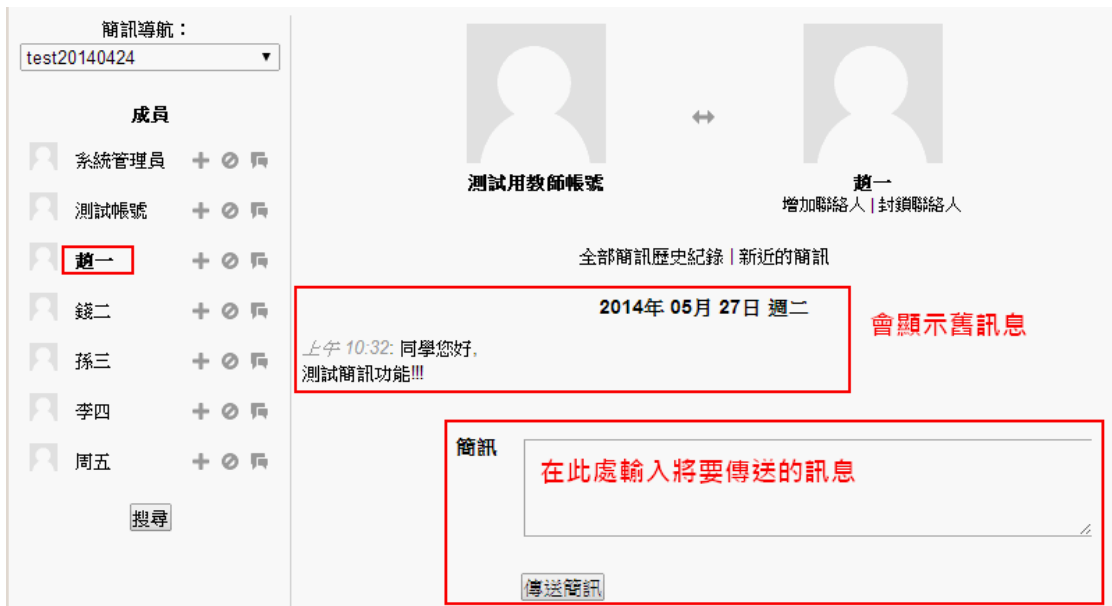 簡訊導航：
test20140424
成員
系統管理員
測試帳號
趙一
錢二
孫三
李四
周五
搜尋
測試用教師帳號
趙一
增加聯絡人 | 封鎖聯絡人
全部簡訊歷史紀錄 | 新近的簡訊
2014年 05月 27日 週二
上午 10:32: 同學您好,
測試簡訊功能!!!
會顯示舊訊息
簡訊
在此處輸入將要傳送的訊息
傳送簡訊